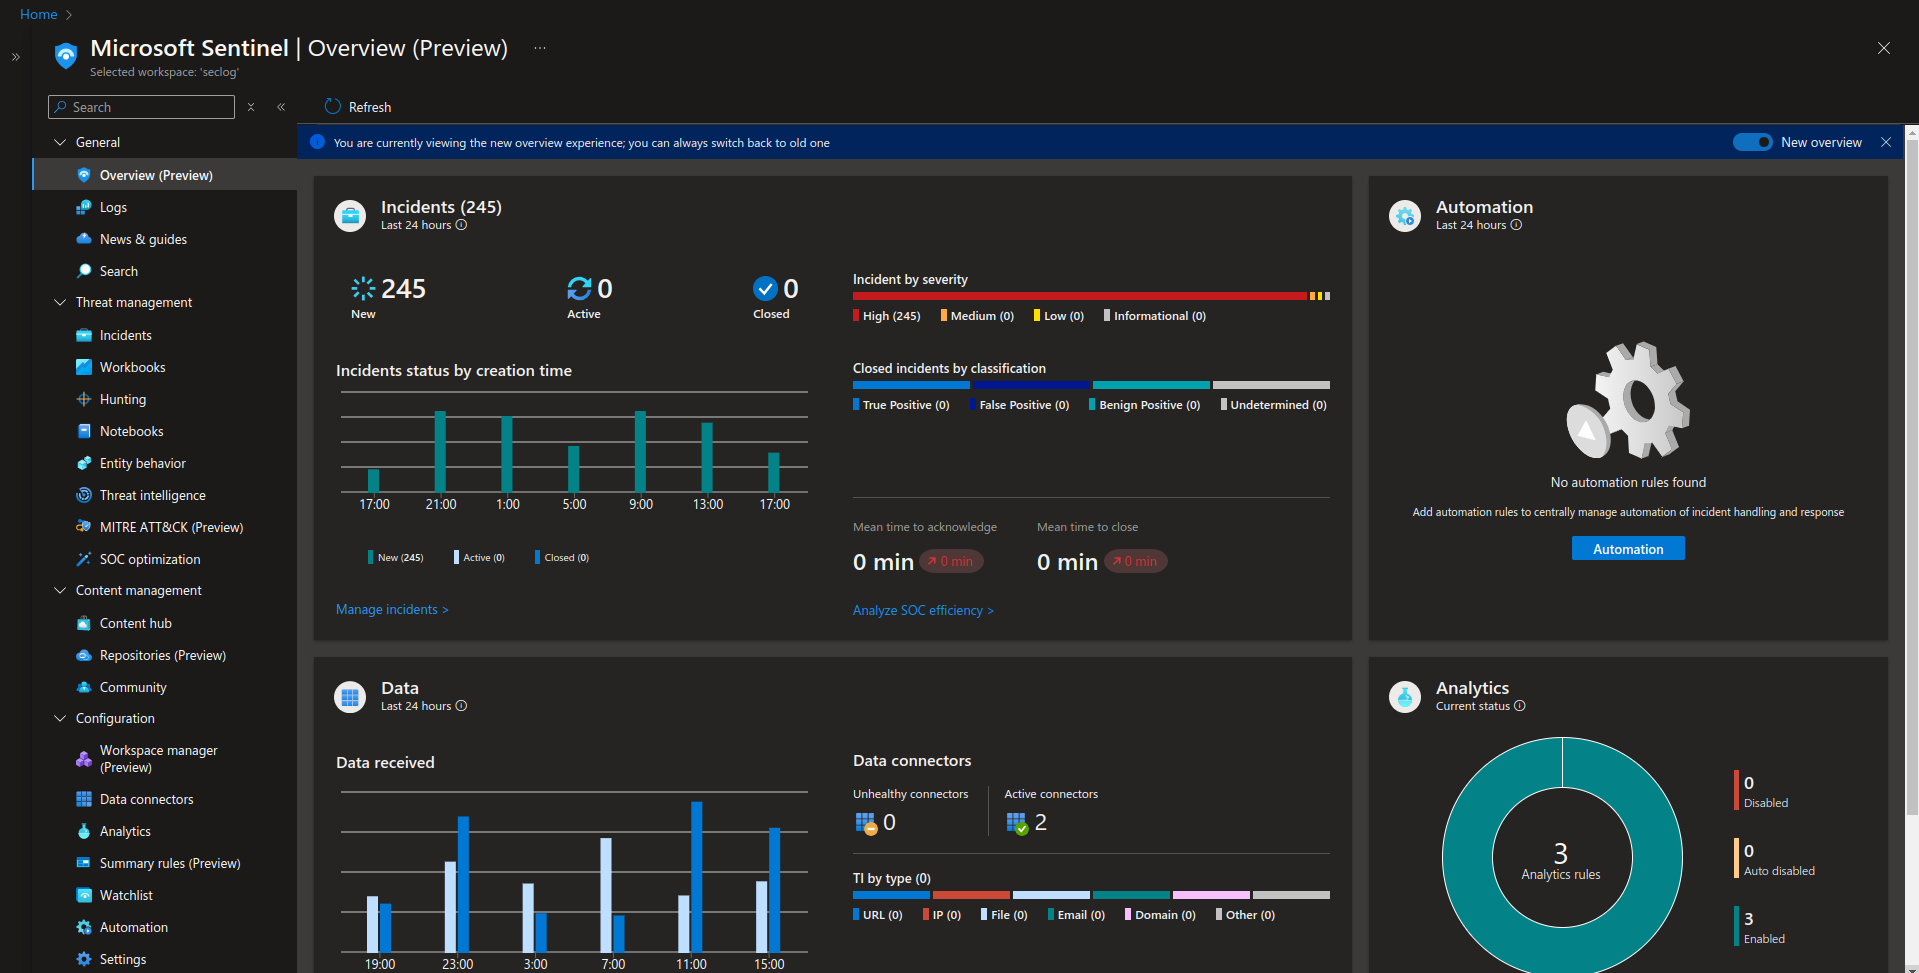 Home >
»
Microsoft Sentinel | Overview (Preview) ...
Selected workspace: 'seclog'
Search
«
Refresh
You are currently viewing the new overview experience; you can always switch back to old one
New overview
General
Overview (Preview)
Logs
News & guides
Search
Threat management
Incidents
Workbooks
Hunting
Notebooks
Entity behavior
Threat intelligence
MITRE ATT&CK (Preview)
SOC optimization
Content management
Content hub
Repositories (Preview)
Community
Configuration
Workspace manager
(Preview)
Data connectors
Analytics
Summary rules (Preview)
Watchlist
Automation
Settings
Incidents (245)
Last 24 hours
245
New
0
Active
0
Closed
Incident by severity
High (245) Medium (0) Low (0) Informational (0)
Incidents status by creation time
17:00 21:00 1:00 5:00 9:00 13:00 17:00
New (245) Active (0) Closed (0)
Manage incidents >
Closed incidents by classification
True Positive (0) False Positive (0) Benign Positive (0) Undetermined (0)
Mean time to acknowledge
0 min 0 min
Mean time to close
0 min 0 min
Analyze SOC efficiency >
Automation
Last 24 hours
No automation rules found
Add automation rules to centrally manage automation of incident handling and response
Automation
Data
Last 24 hours
Data received
19:00 23:00 3:00 7:00 11:00 15:00
Data connectors
Unhealthy connectors
0
Active connectors
2
TI by type (0)
URL (0) IP (0) File (0) Email (0) Domain (0) Other (0)
Analytics
Current status
3
Analytics rules
0
Disabled
0
Auto disabled
3
Enabled